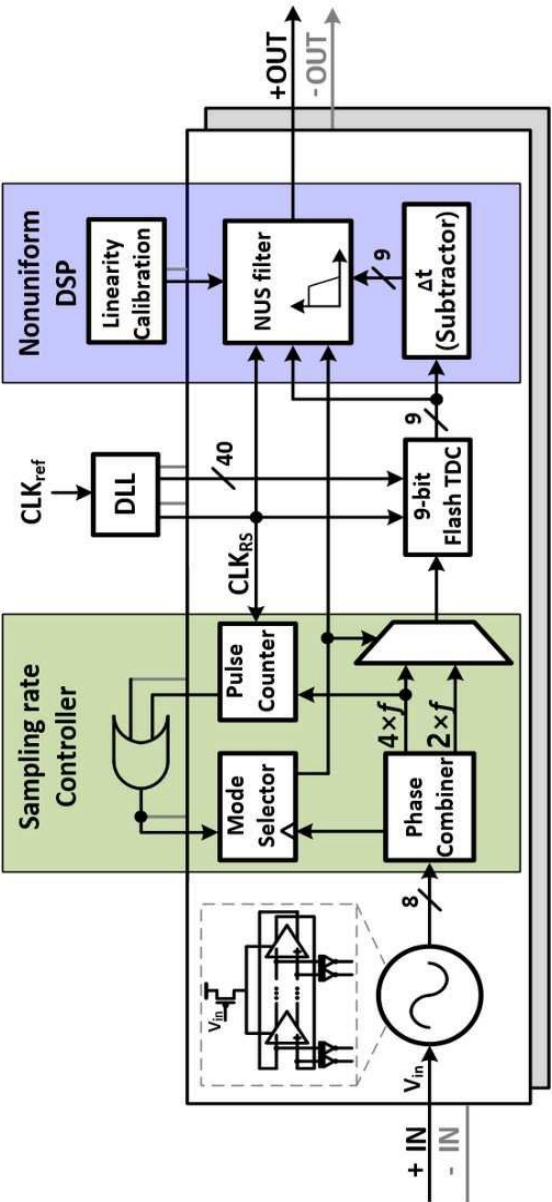 Sampling rate
Controller
Nonuniform
DSP
CLKref
DLL
Linearity
Calibration
40
CLKRS
Mode
Selector
Pulse
Counter
NUS filter
+OUT
- OUT
Vin
+ IN
- IN
Vin
8
Phase
Combiner
4×f
2×f
9-bit
Flash TDC
9
Δt
(Subtractor)
9